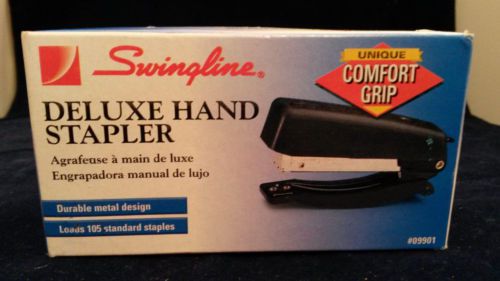 Swingline®
DELUXE HAND
STAPLER
Agrafeuse à main de luxe
Engrapadora manual de lujo
Durable metal design
Loads 105 standard staples
UNIQUE
COMFORT
GRIP
#09901